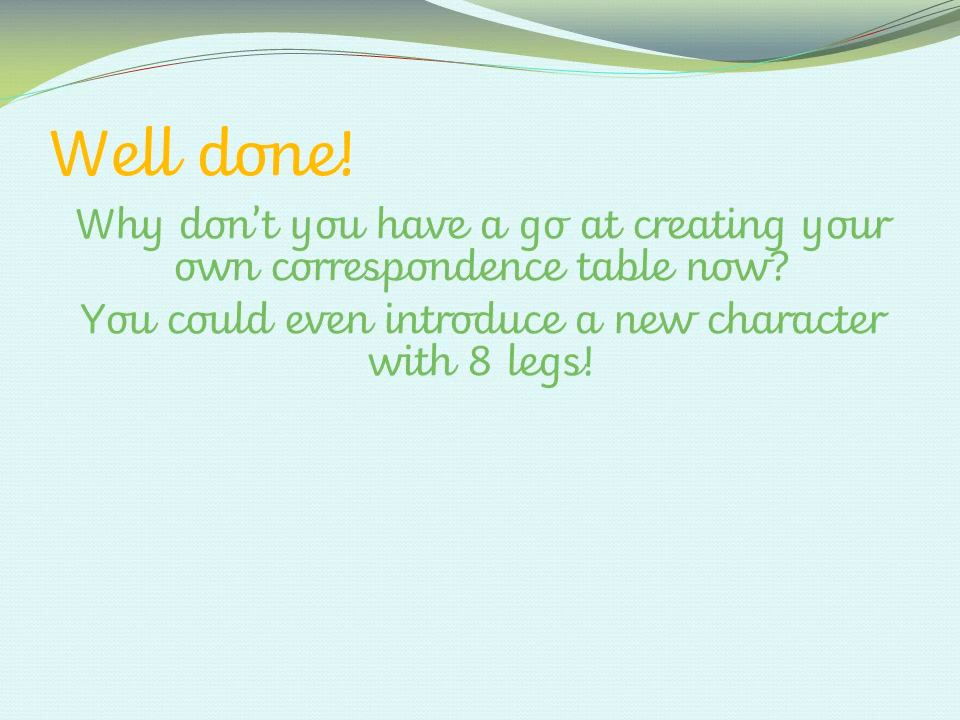 Well done!
Why don’t you have a go at creating your
own correspondence table now?
You could even introduce a new character
with 8 legs!